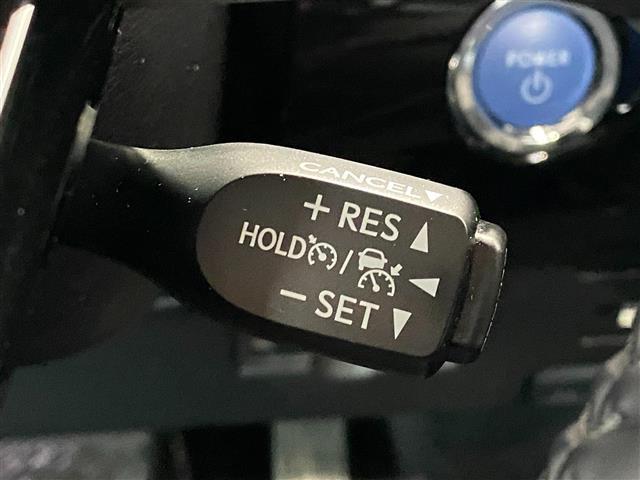 POWER
CANCEL▼
+ RES ▲
HOLD / ◀
− SET ▼